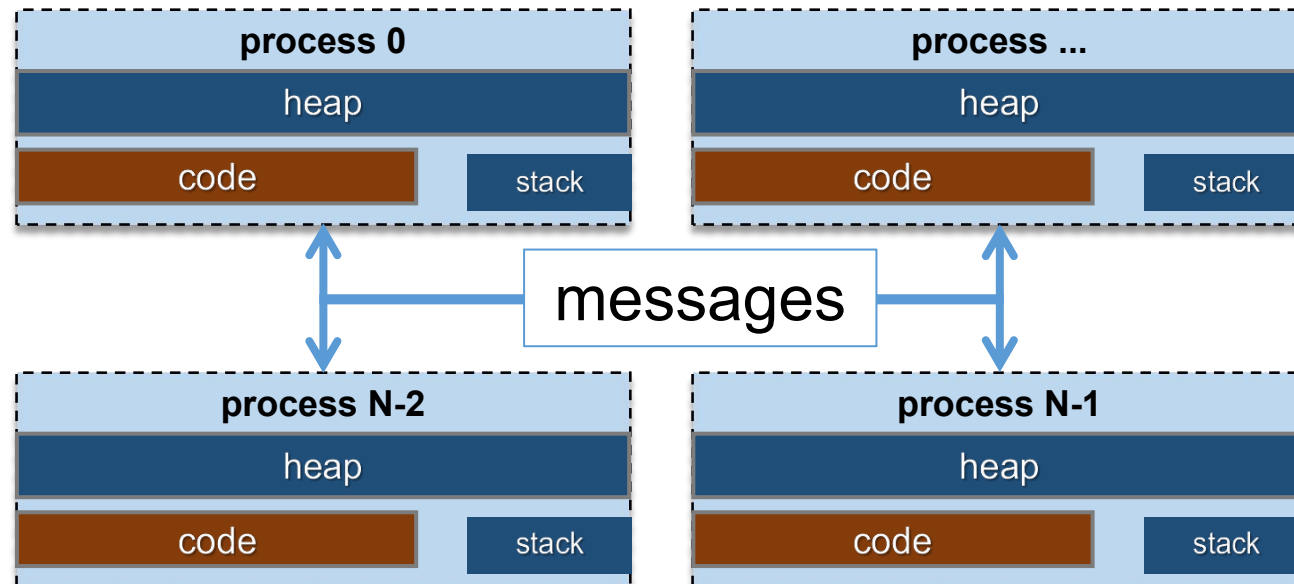 process 0
heap
code
stack
process ...
heap
code
stack
messages
process N-2
heap
code
stack
process N-1
heap
code
stack